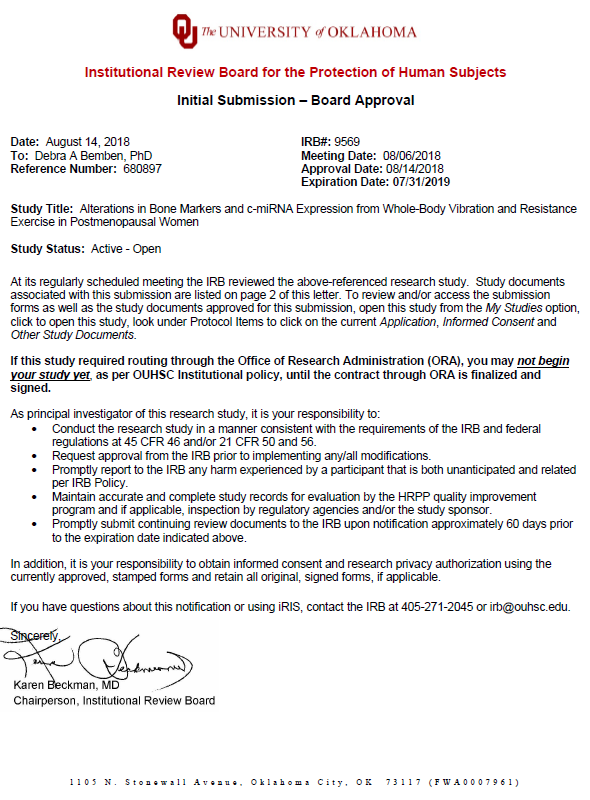 The UNIVERSITY of OKLAHOMA
Institutional Review Board for the Protection of Human Subjects
Initial Submission – Board Approval
Date: August 14, 2018
IRB#: 9569
To: Debra A Bemben, PhD
Meeting Date: 08/06/2018
Reference Number: 680897
Approval Date: 08/14/2018
Expiration Date: 07/31/2019
Study Title: Alterations in Bone Markers and c-miRNA Expression from Whole-Body Vibration and Resistance
Exercise in Postmenopausal Women
Study Status: Active - Open
At its regularly scheduled meeting the IRB reviewed the above-referenced research study. Study documents
associated with this submission are listed on page 2 of this letter. To review and/or access the submission
forms as well as the study documents approved for this submission, open this study from the My Studies option,
click to open this study, look under Protocol Items to click on the current Application, Informed Consent and
Other Study Documents.
If this study required routing through the Office of Research Administration (ORA), you may not begin
your study yet, as per OUHSC Institutional policy, until the contract through ORA is finalized and
signed.
As principal investigator of this research study, it is your responsibility to:
• Conduct the research study in a manner consistent with the requirements of the IRB and federal
regulations at 45 CFR 46 and/or 21 CFR 50 and 56.
• Request approval from the IRB prior to implementing any/all modifications.
• Promptly report to the IRB any harm experienced by a participant that is both unanticipated and related
per IRB Policy.
• Maintain accurate and complete study records for evaluation by the HRPP quality improvement
program and if applicable, inspection by regulatory agencies and/or the study sponsor.
• Promptly submit continuing review documents to the IRB upon notification approximately 60 days prior
to the expiration date indicated above.
In addition, it is your responsibility to obtain informed consent and research privacy authorization using the
currently approved, stamped forms and retain all original, signed forms, if applicable.
If you have questions about this notification or using iRIS, contact the IRB at 405-271-2045 or irb@ouhsc.edu.
Sincerely,
Karen Beckman, MD
Chairperson, Institutional Review Board
1105 N. Stonewall Avenue, Oklahoma City, OK 73117 (FWA0007961)